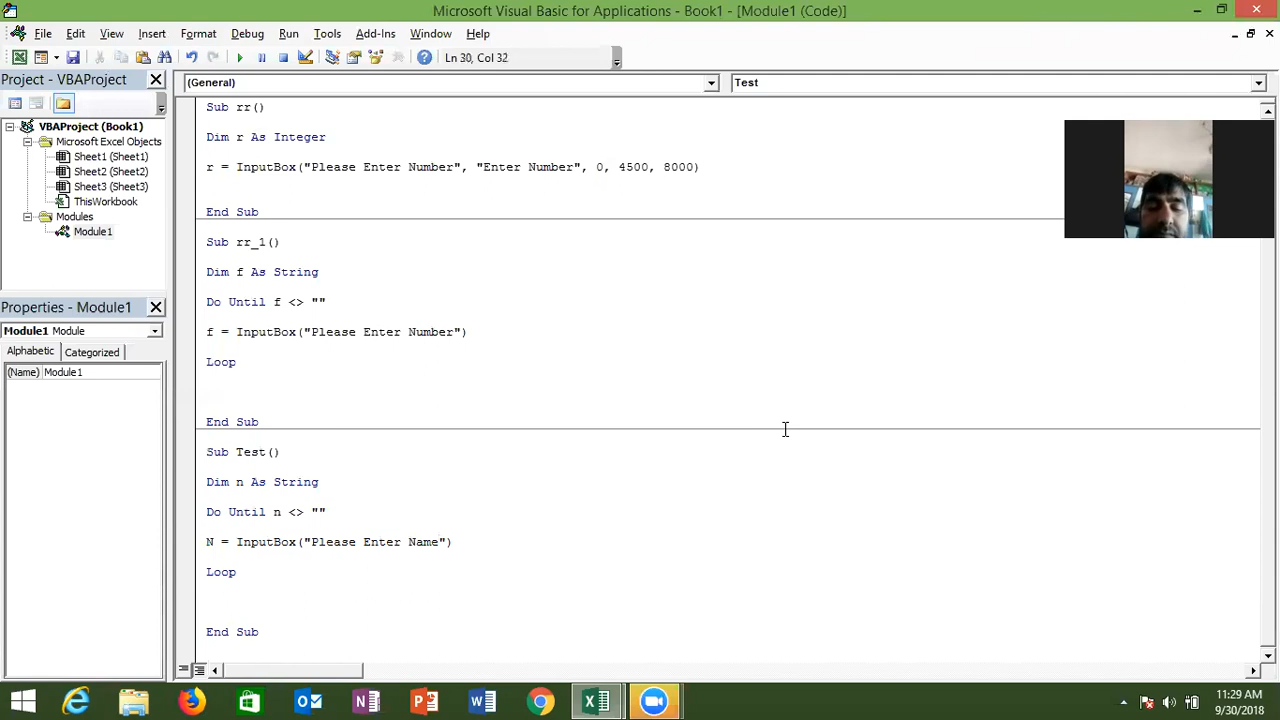 Microsoft Visual Basic for Applications - Book1 - [Module1 (Code)]
File Edit View Insert Format Debug Run Tools Add-Ins Window Help
Ln 30, Col 32
Project - VBAProject
(General)
Test
VBAProject (Book1)
Microsoft Excel Objects
Sheet1 (Sheet1)
Sheet2 (Sheet2)
Sheet3 (Sheet3)
ThisWorkbook
Modules
Module1
Properties - Module1
Module1 Module
Alphabetic Categorized
(Name) Module1
Sub rr()
Dim r As Integer
r = InputBox("Please Enter Number", "Enter Number", 0, 4500, 8000)
End Sub
Sub rr_1()
Dim f As String
Do Until f <> ""
f = InputBox("Please Enter Number")
Loop
End Sub
Sub Test()
Dim n As String
Do Until n <> ""
N = InputBox("Please Enter Name")
Loop
End Sub
11:29 AM
9/30/2018